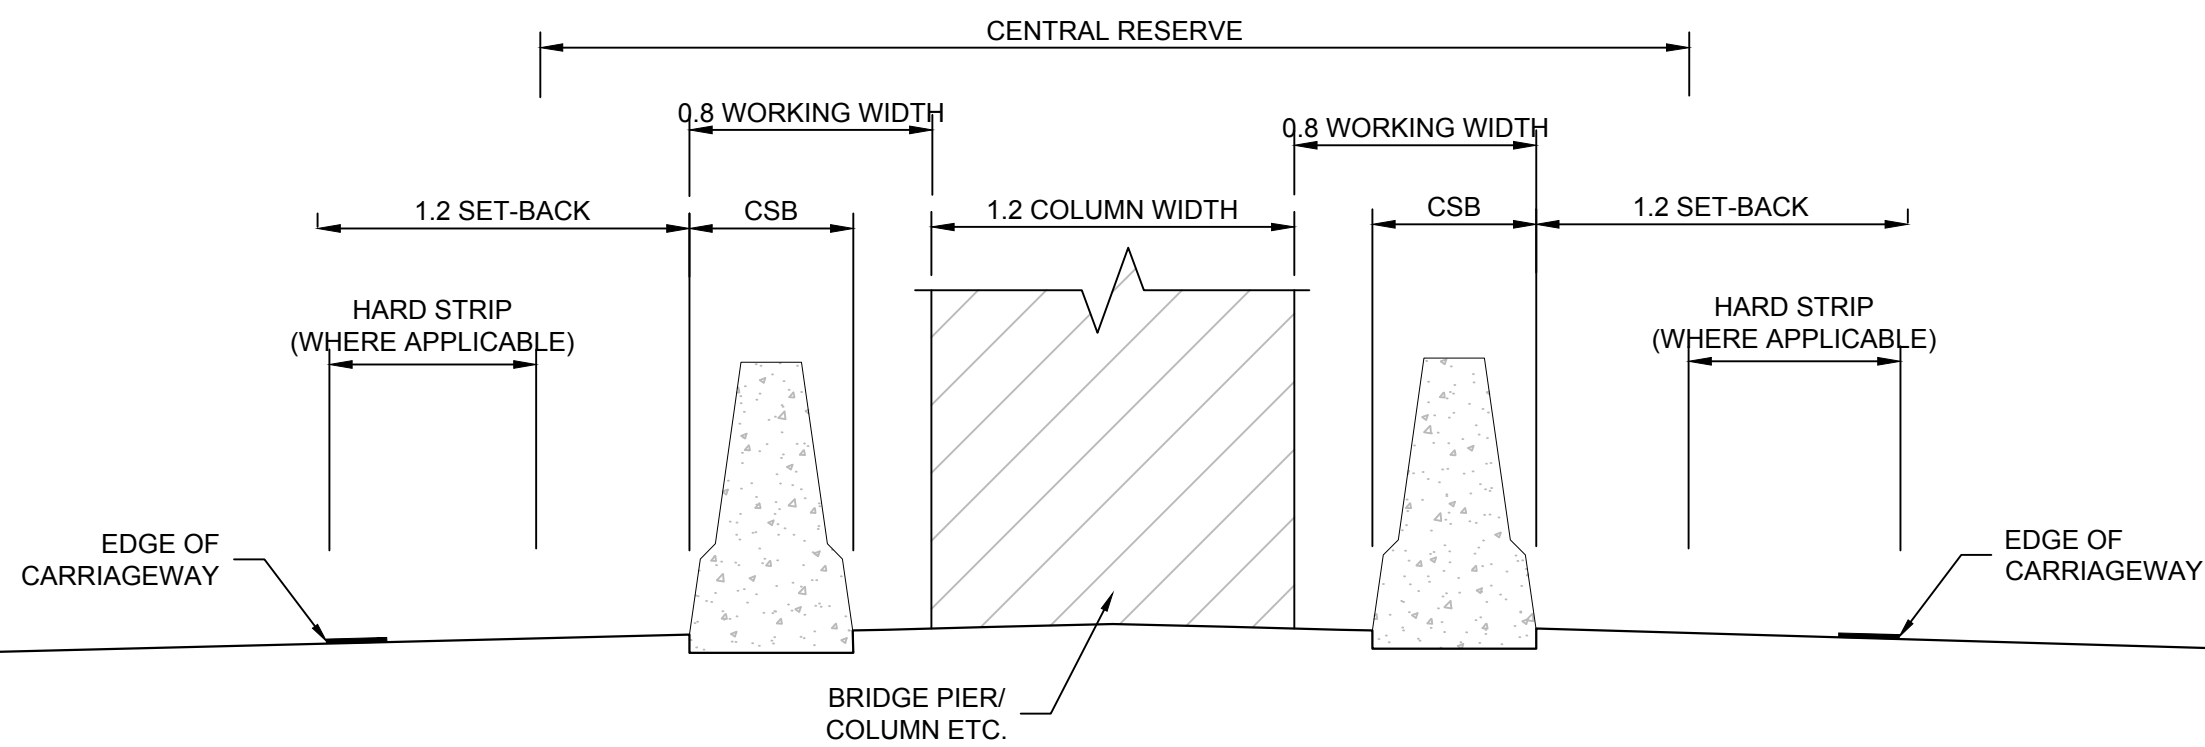 CENTRAL RESERVE
0.8 WORKING WIDTH
0.8 WORKING WIDTH
1.2 SET-BACK
CSB
1.2 COLUMN WIDTH
CSB
1.2 SET-BACK
HARD STRIP
(WHERE APPLICABLE)
HARD STRIP
(WHERE APPLICABLE)
EDGE OF
CARRIAGEWAY
EDGE OF
CARRIAGEWAY
BRIDGE PIER/
COLUMN ETC.